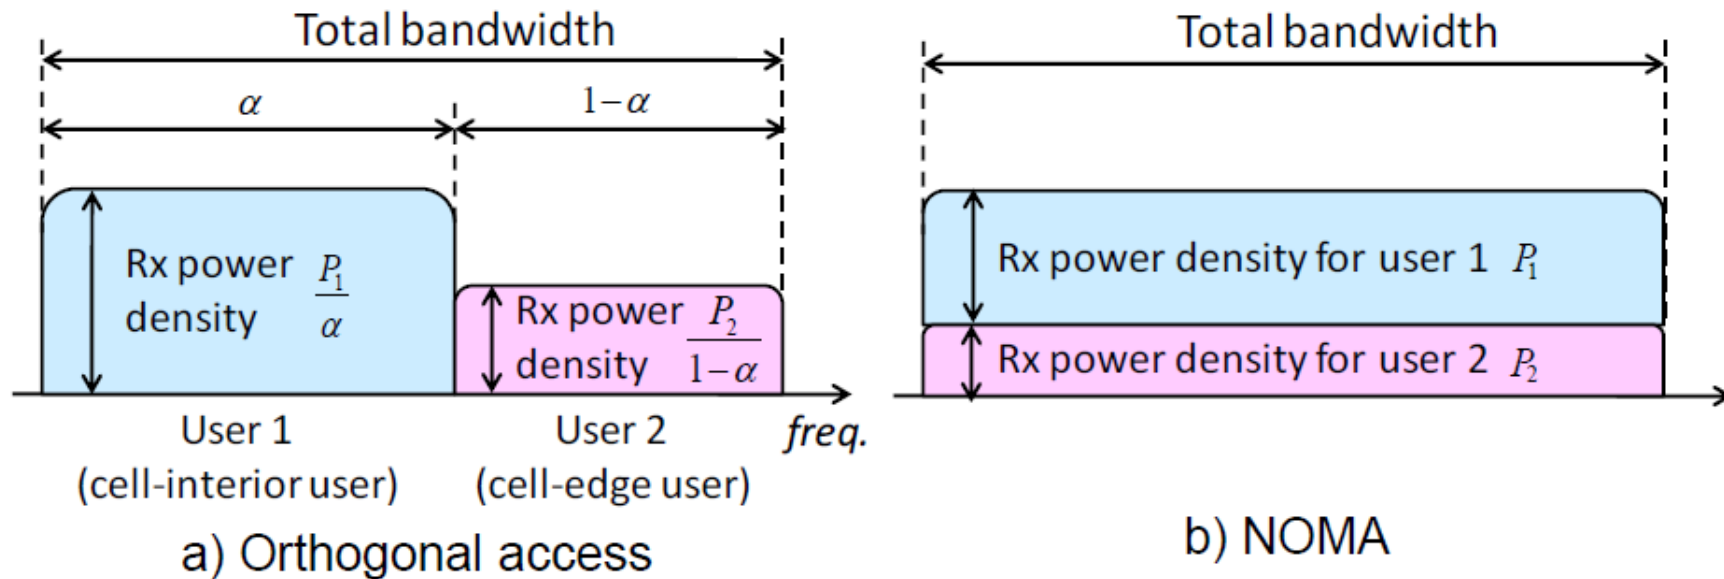 Total bandwidth
α
1−α
Rx power
density
P₁
α
Rx power
density
P₂
1−α
User 1
(cell-interior user)
User 2
(cell-edge user)
freq.
a) Orthogonal access
Total bandwidth
Rx power density for user 1 P₁
Rx power density for user 2 P₂
b) NOMA